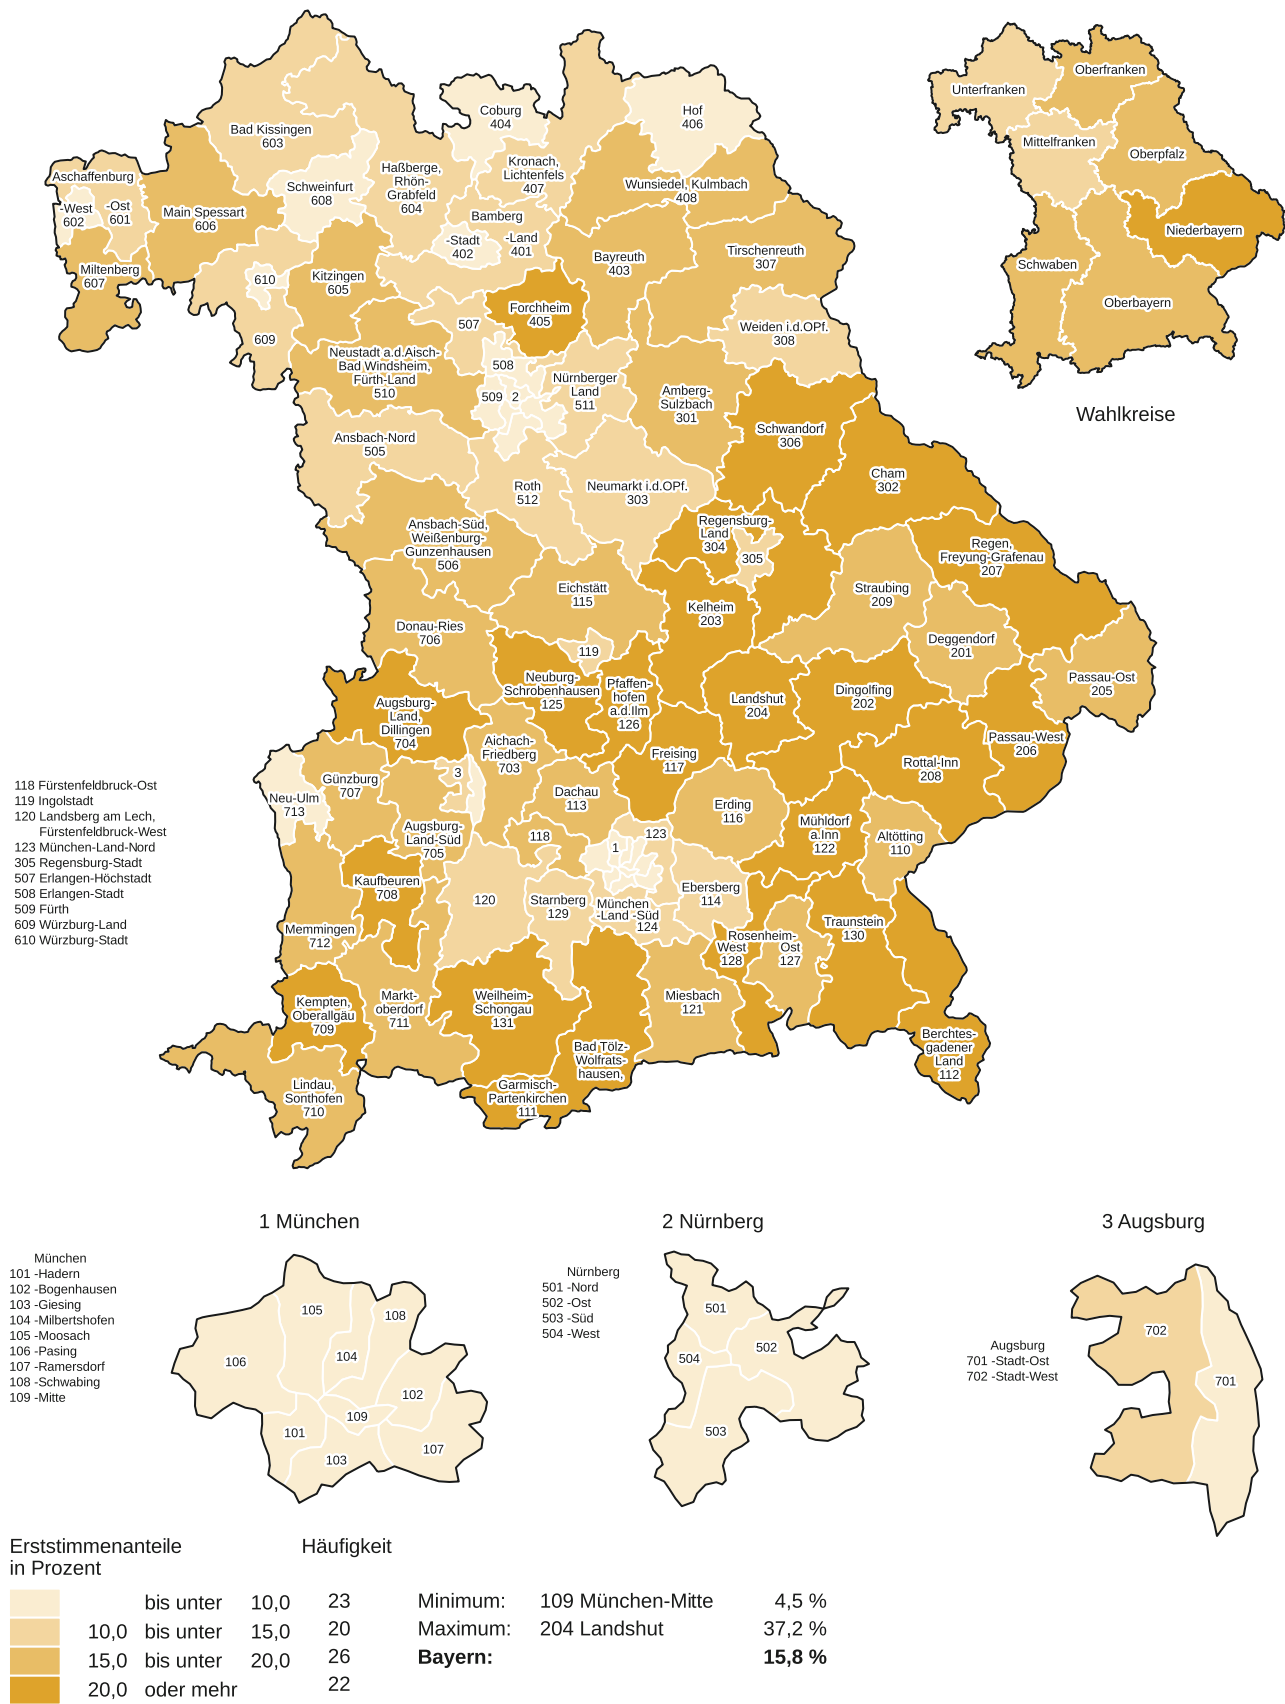 Coburg
404
Hof
406
Bad Kissingen
603
Kronach,
Lichtenfels
407
Haßberge,
Rhön-
Grabfeld
604
Aschaffenburg
-West
602
-Ost
601
Schweinfurt
608
Wunsiedel, Kulmbach
408
Main Spessart
606
Bamberg
-Stadt
402
-Land
401
Bayreuth
403
Tirschenreuth
307
Miltenberg
607
610
Kitzingen
605
Forchheim
405
507
609
Weiden i.d.OPf.
308
Neustadt a.d.Aisch-
Bad Windsheim,
Fürth-Land
510
508
509
2
Nürnberger
Land
511
Amberg-
Sulzbach
301
Ansbach-Nord
505
Schwandorf
306
Cham
302
Roth
512
Neumarkt i.d.OPf.
303
Ansbach-Süd,
Weißenburg-
Gunzenhausen
506
Regensburg-
Land
304
305
Regen,
Freyung-Grafenau
207
Eichstätt
115
Kelheim
203
Straubing
209
Donau-Ries
706
119
Deggendorf
201
Neuburg-
Schrobenhausen
125
Pfaffen-
hofen
a.d.Ilm
126
Landshut
204
Dingolfing
202
Passau-Ost
205
Augsburg-
Land,
Dillingen
704
Aichach-
Friedberg
703
Freising
117
Passau-West
206
Rottal-Inn
208
Günzburg
707
3
Neu-Ulm
713
Dachau
113
Erding
116
Mühldorf
a.Inn
122
Altötting
110
Augsburg-
Land-Süd
705
118
123
1
Kaufbeuren
708
120
Starnberg
129
München
-Land -Süd
124
Ebersberg
114
Memmingen
712
Rosenheim-
West
128
Ost
127
Traunstein
130
Kempten,
Oberallgäu
709
Markt-
oberdorf
711
Weilheim-
Schongau
131
Miesbach
121
Bad Tölz-
Wolfrats-
hausen,
Garmisch-
Partenkirchen
111
Berchtes-
gadener
Land
112
Lindau,
Sonthofen
710
Unterfranken
Oberfranken
Mittelfranken
Oberpfalz
Niederbayern
Schwaben
Oberbayern
Wahlkreise
118 Fürstenfeldbruck-Ost
119 Ingolstadt
120 Landsberg am Lech,
Fürstenfeldbruck-West
123 München-Land-Nord
305 Regensburg-Stadt
507 Erlangen-Höchstadt
508 Erlangen-Stadt
509 Fürth
609 Würzburg-Land
610 Würzburg-Stadt
1 München
München
101 -Hadern
102 -Bogenhausen
103 -Giesing
104 -Milbertshofen
105 -Moosach
106 -Pasing
107 -Ramersdorf
108 -Schwabing
109 -Mitte
105
108
106
104
102
109
101
103
107
2 Nürnberg
Nürnberg
501 -Nord
502 -Ost
503 -Süd
504 -West
501
502
504
503
3 Augsburg
Augsburg
701 -Stadt-Ost
702 -Stadt-West
702
701
Erststimmenanteile
in Prozent
Häufigkeit
bis unter 10,0 23
10,0 bis unter 15,0 20
15,0 bis unter 20,0 26
20,0 oder mehr 22
Minimum: 109 München-Mitte 4,5 %
Maximum: 204 Landshut 37,2 %
Bayern: 15,8 %